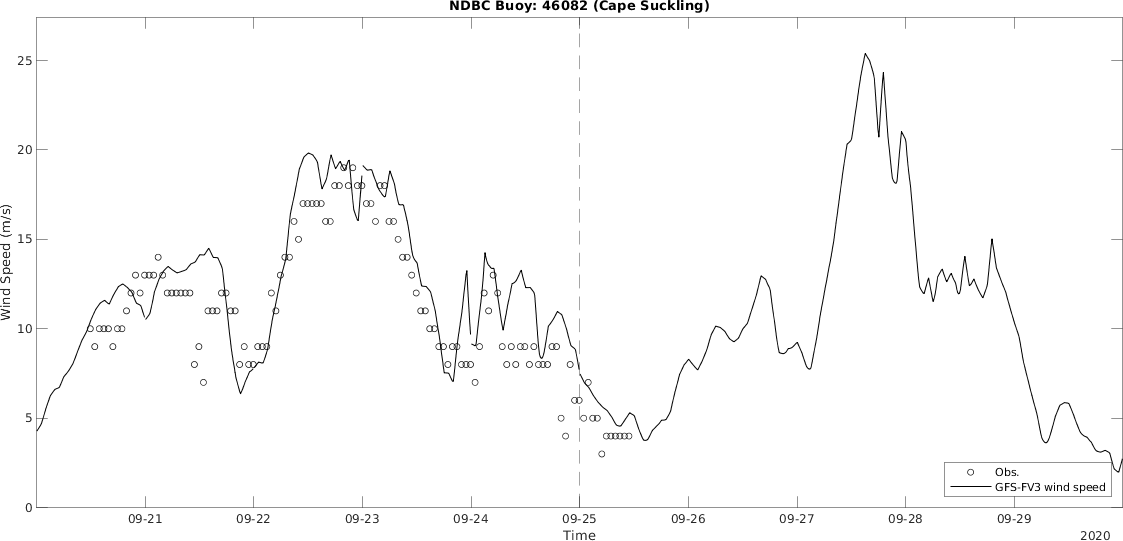 NDBC Buoy: 46082 (Cape Suckling)
Wind Speed (m/s)
25
20
15
10
5
0
Obs.
GFS-FV3 wind speed
09-21 09-22 09-23 09-24 09-25 09-26 09-27 09-28 09-29
Time
2020